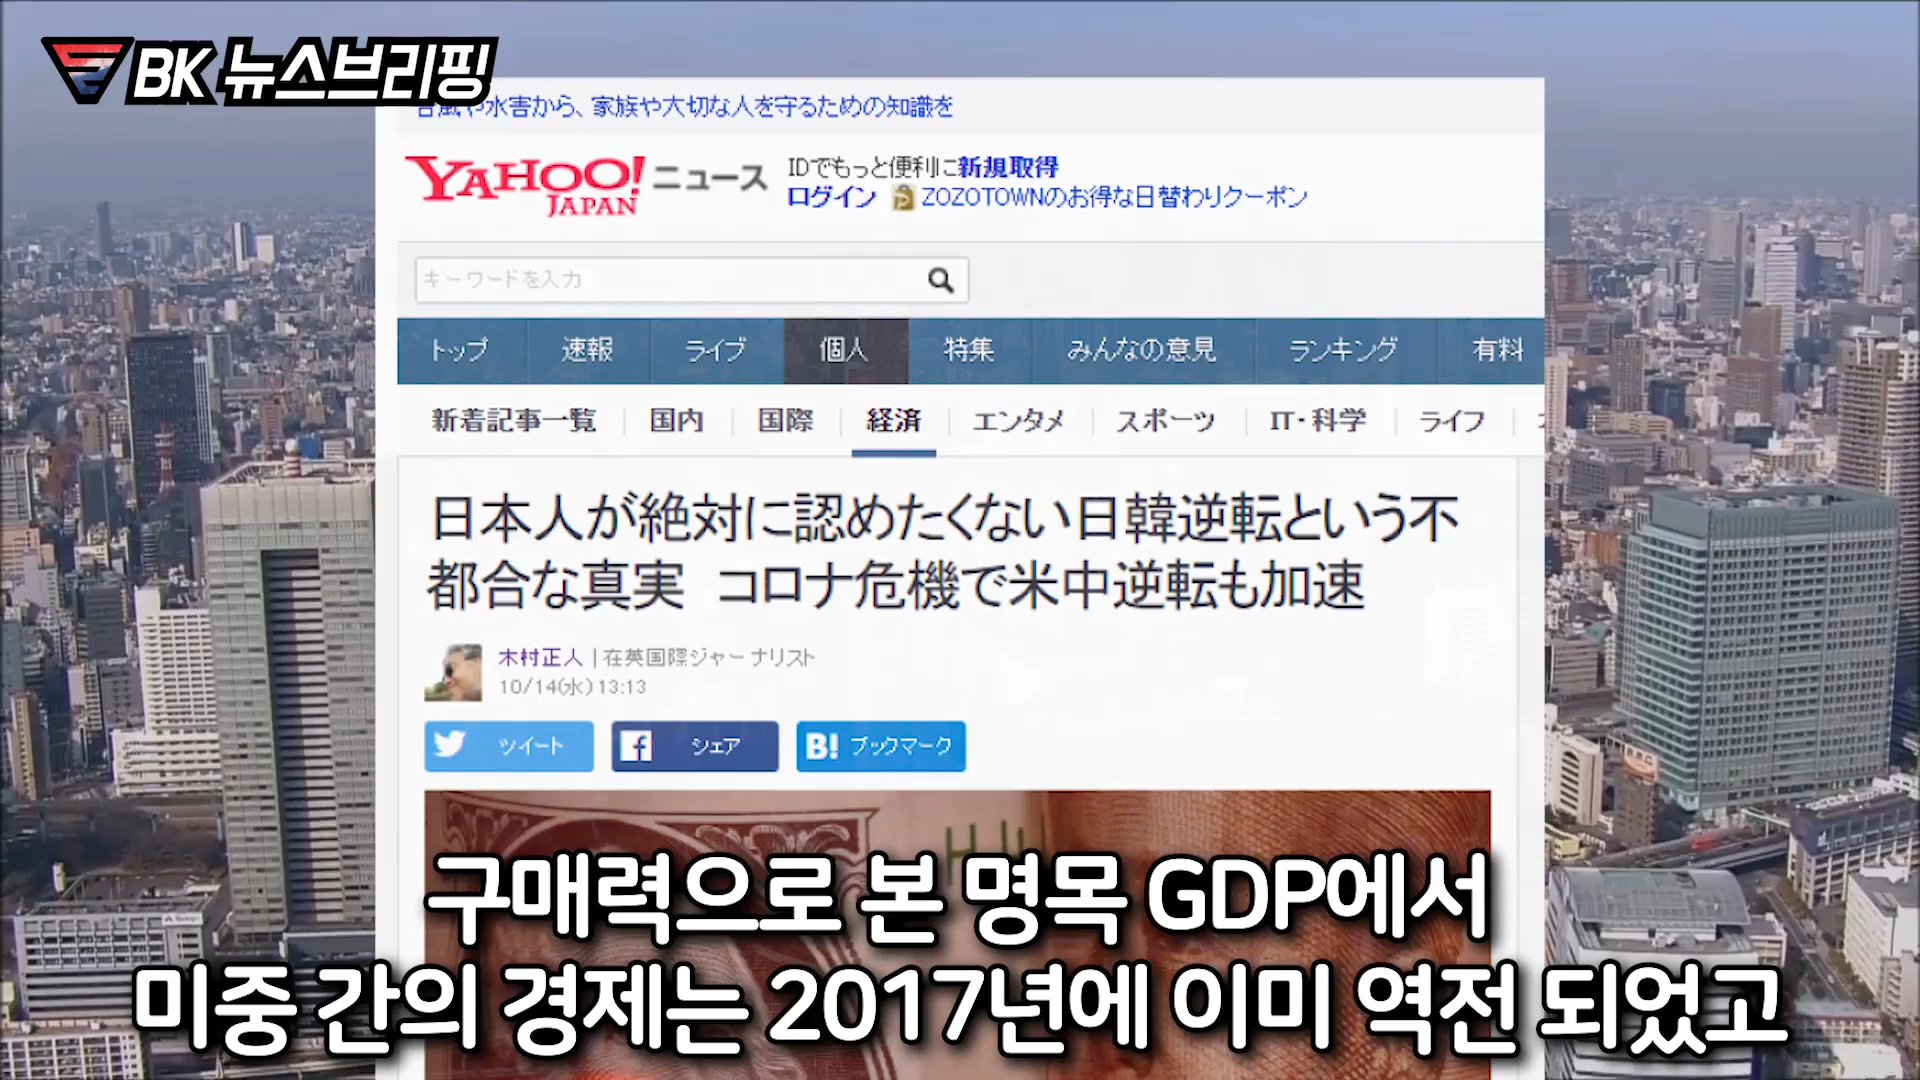 BK 뉴스브리핑
台風や水害から、家族や大切な人を守るための知識を
YAHOO! JAPAN ニュース
IDでもっと便利に新規取得
ログイン ZOZOTOWNのお得な日替わりクーポン
キーワードを入力
トップ 速報 ライブ 個人 特集 みんなの意見 ランキング 有料
新着記事一覧 国内 国際 経済 エンタメ スポーツ IT・科学 ライフ
日本人が絶対に認めたくない日韓逆転という不
都合な真実 コロナ危機で米中逆転も加速
木村正人 | 在英国際ジャーナリスト
10/14(水) 13:13
ツイート シェア B! ブックマーク
구매력으로 본 명목 GDP에서
미중 간의 경제는 2017년에 이미 역전 되었고